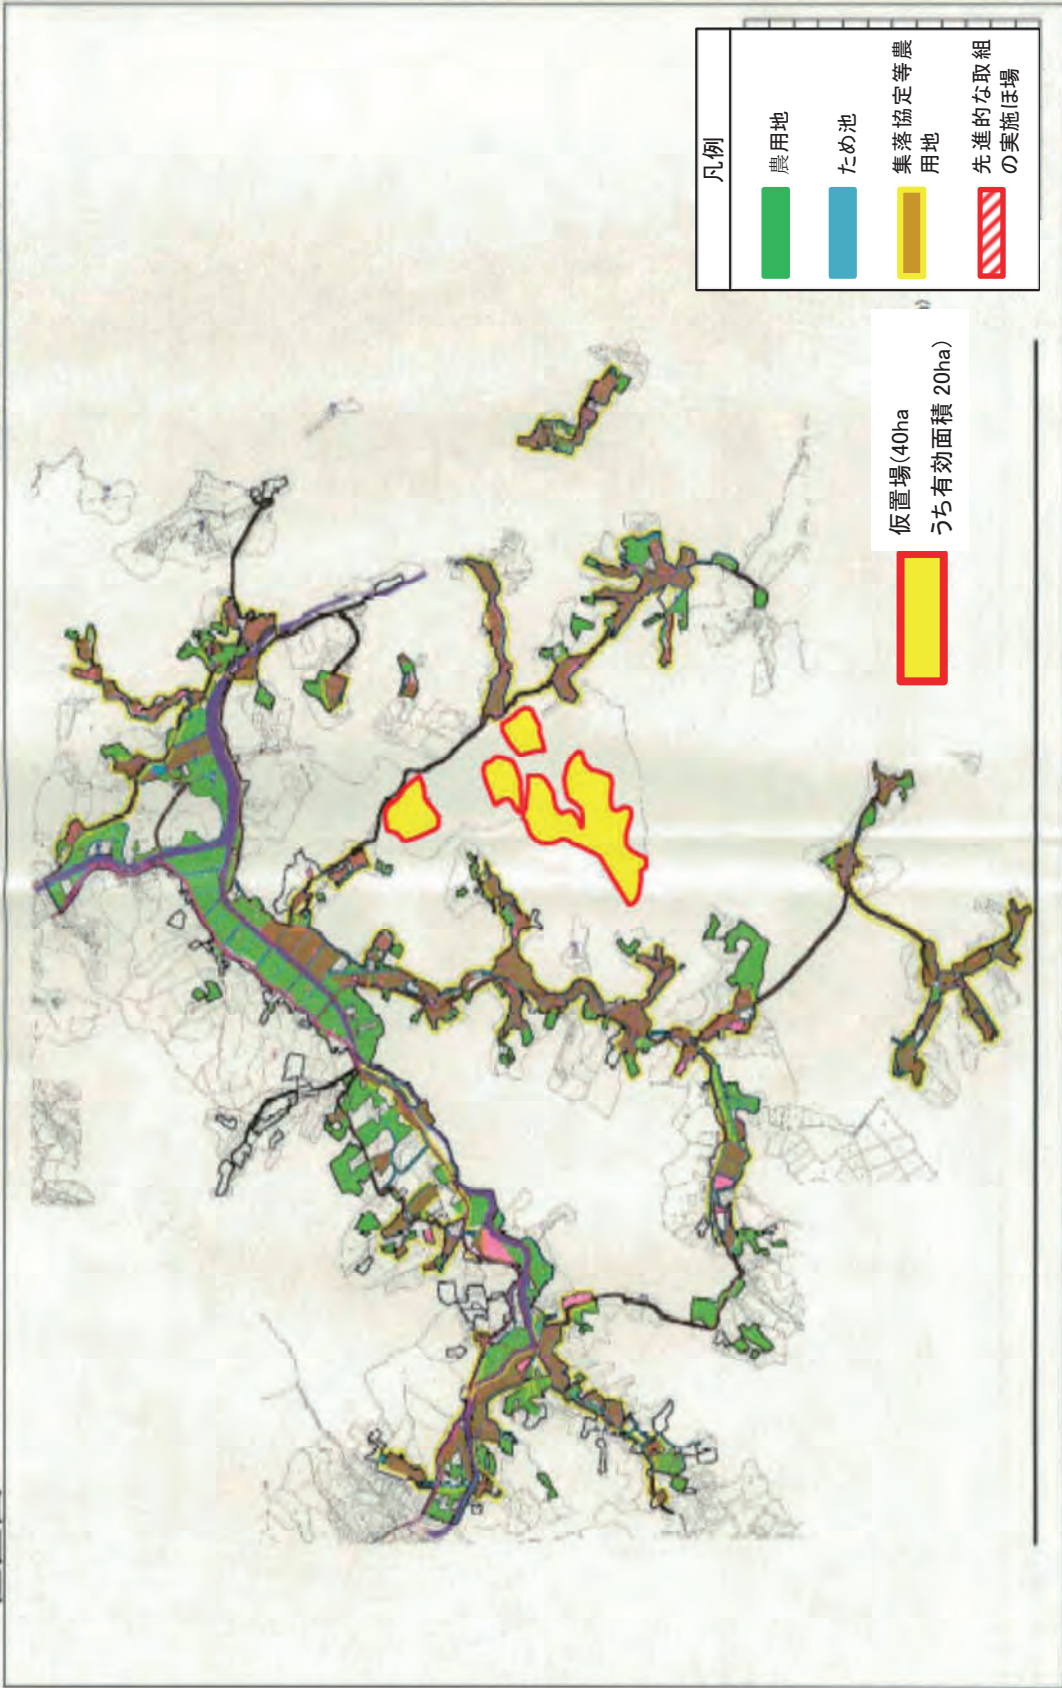 凡例
農用地
ため池
集落協定等農
用地
先進的な取組
の実施ほ場
仮置場(40ha
うち有効面積 20ha)